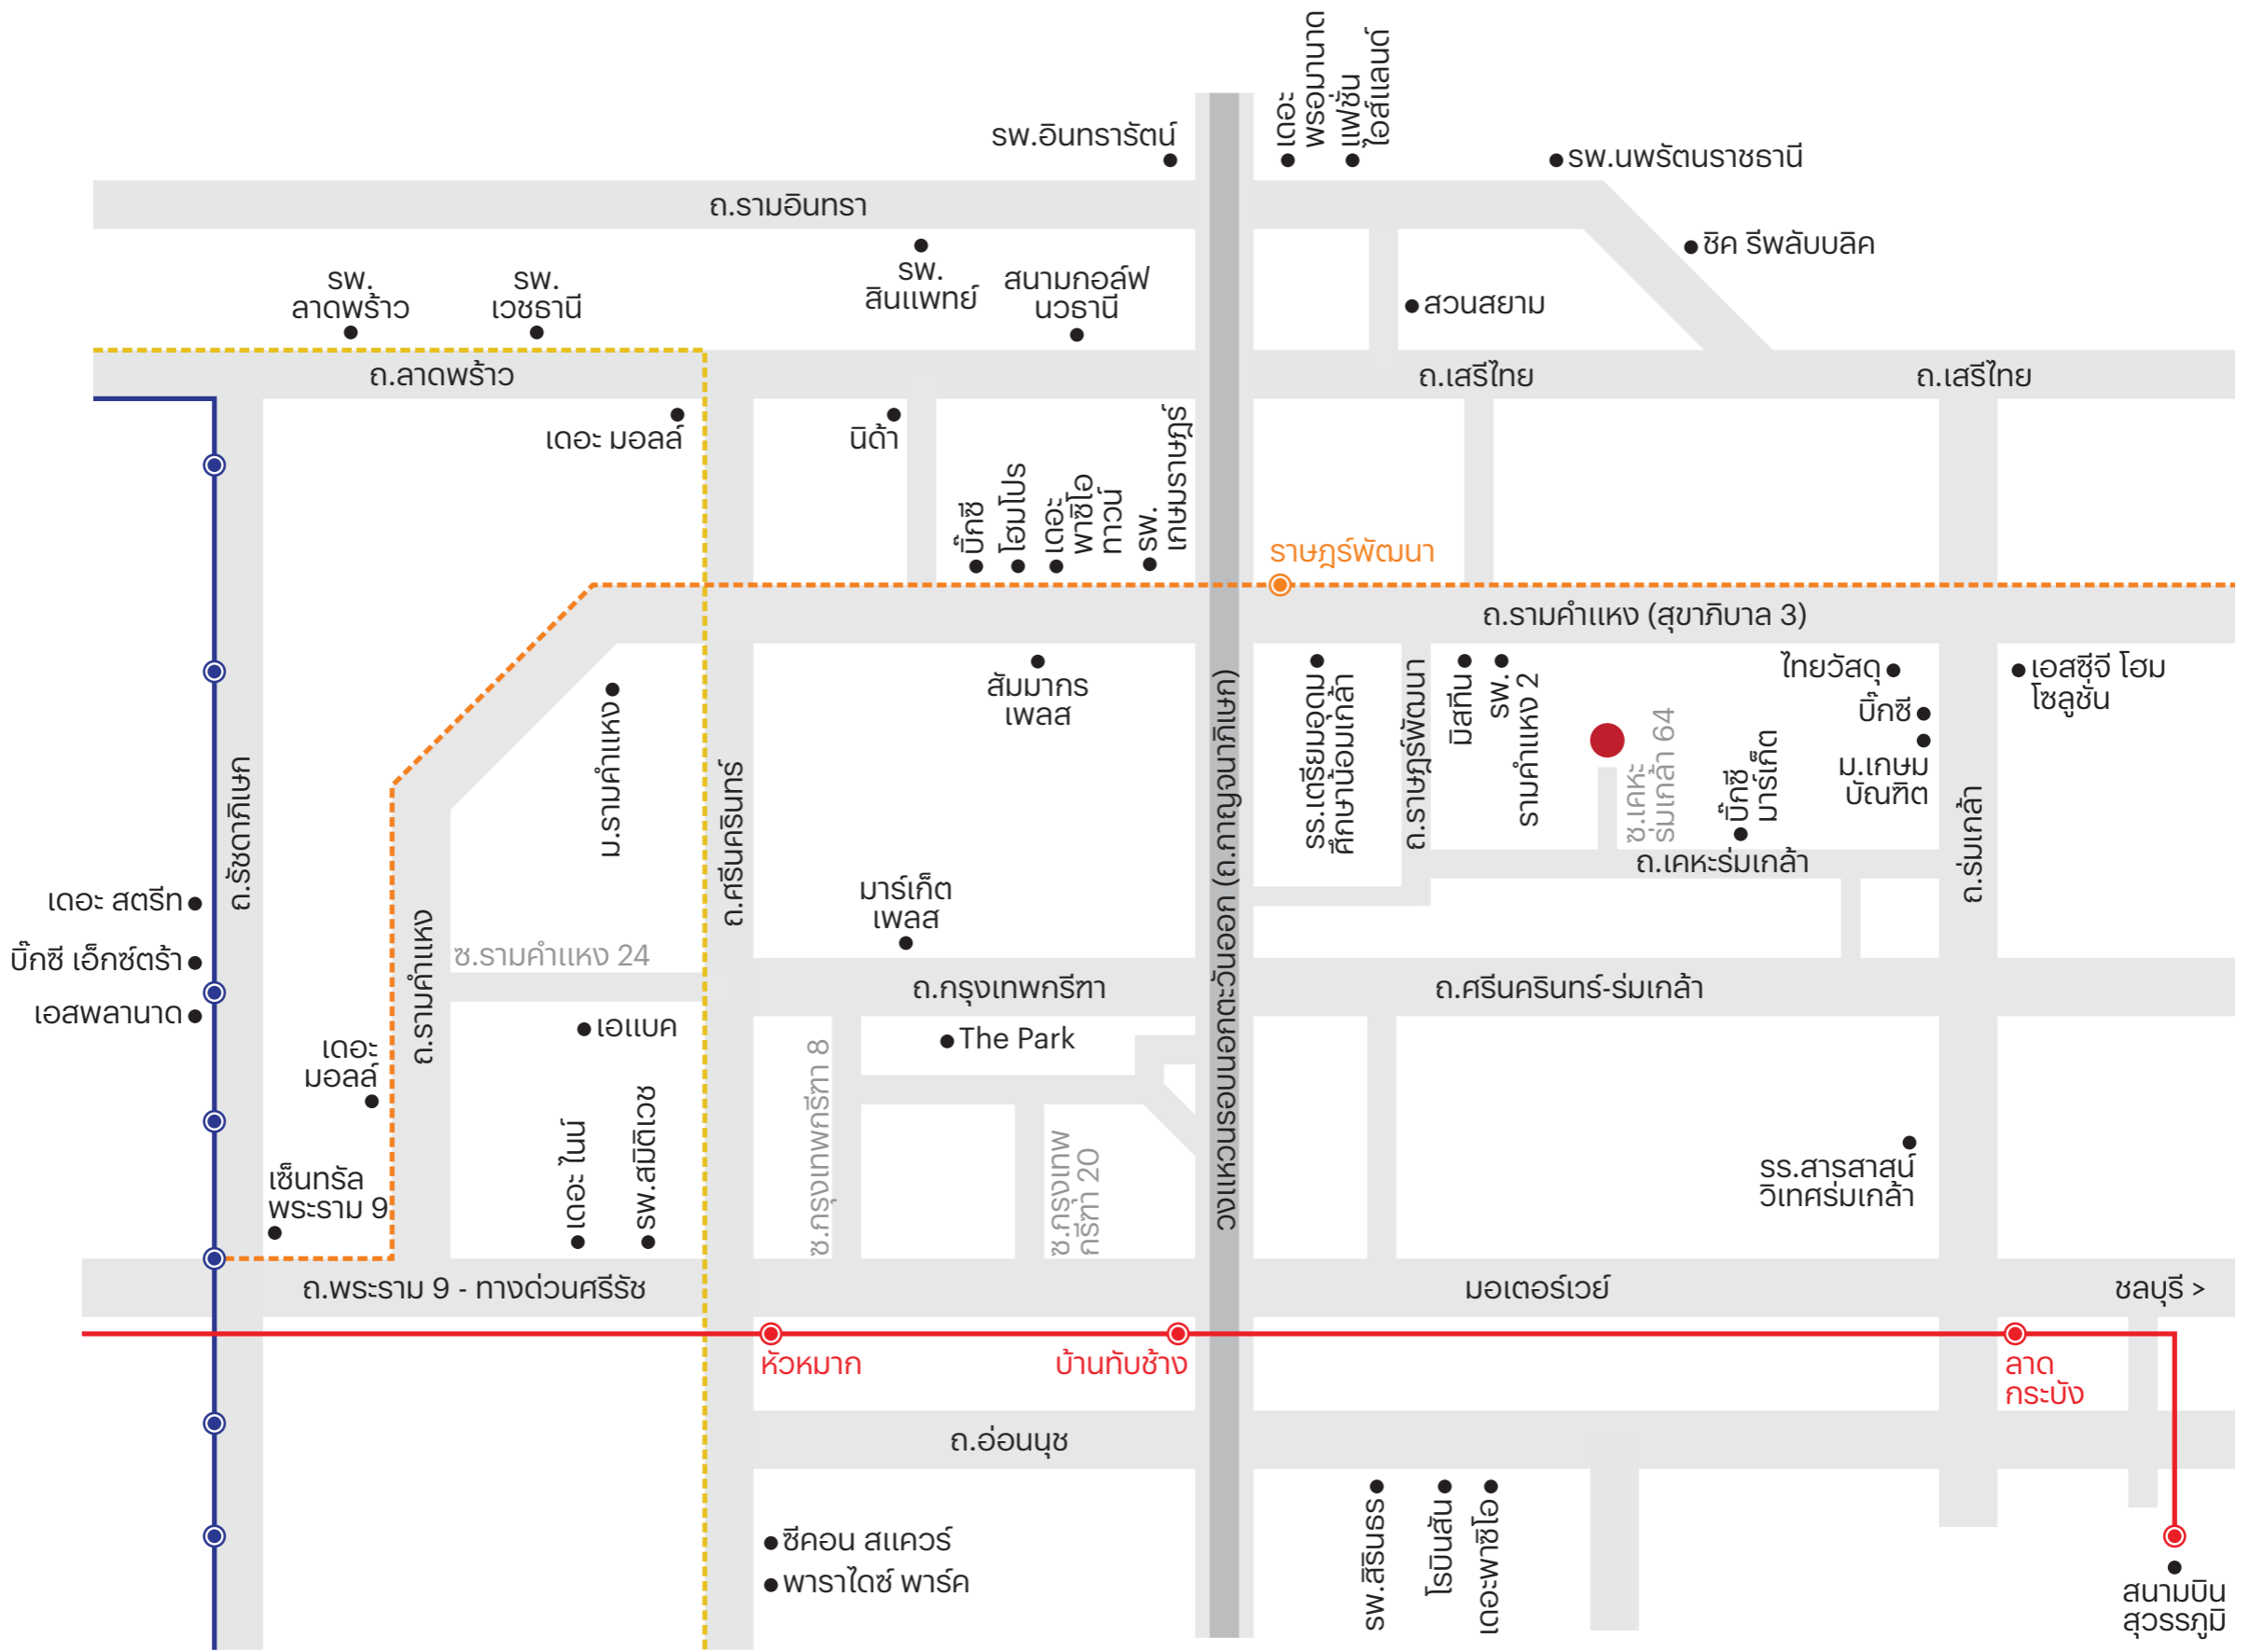 เดอะ
พรอมานาด
แฟชั่น
ไอส์แลนด์
รพ.อินทรารัตน์
รพ.นพรัตนราชธานี
ถ.รามอินทรา
ชิค รีพลับบลิค
รพ.
ลาดพร้าว
รพ.
เวชธานี
รพ.
สินแพทย์
สนามกอล์ฟ
นวธานี
สวนสยาม
ถ.ลาดพร้าว
ถ.เสรีไทย
ถ.เสรีไทย
เดอะ มอลล์
นิด้า
บิ๊กซี
โฮมโปร
เดอะ
พาซิโอ
ทาวน์
รพ.
เกษมราษฎร์
ราษฎร์พัฒนา
ถ.รามคำแหง (สุขาภิบาล 3)
ม.รามคำแหง
สัมมากร
เพลส
รร.เตรียมอุดม
ศึกษาน้อมเกล้า
ถ.ราษฎร์พัฒนา
มิสทีน
รพ.
รามคำแหง 2
ซ.เคหะ
ร่มเกล้า 64
ไทยวัสดุ
บิ๊กซี
บิ๊กซี
มาร์เก็ต
ม.เกษม
บัณฑิต
เอสซีจี โฮม
โซลูชั่น
ถ.รัชดาภิเษก
ถ.ศรีนครินทร์
ถ.เคหะร่มเกล้า
ถ.ร่มเกล้า
เดอะ สตรีท
บิ๊กซี เอ็กซ์ตร้า
เอสพลานาด
ถ.รามคำแหง
ซ.รามคำแหง 24
มาร์เก็ต
เพลส
ถ.กรุงเทพกรีฑา
ถ.ศรีนครินทร์-ร่มเกล้า
วงแหวนรอบนอกตะวันออก (ถ.กาญจนาภิเษก)
เดอะ
มอลล์
เอแบค
The Park
ซ.กรุงเทพกรีฑา 8
ซ.กรุงเทพ
กรีฑา 20
เซ็นทรัล
พระราม 9
เดอะ ไนน์
รพ.สมิติเวช
รร.สารสาสน์
วิเทศร่มเกล้า
ถ.พระราม 9 - ทางด่วนศรีรัช
มอเตอร์เวย์
ชลบุรี >
หัวหมาก
บ้านทับช้าง
ลาด
กระบัง
ถ.อ่อนนุช
ซีคอน สแควร์
พาราไดซ์ พาร์ค
รพ.สิรินธร
โรบินสัน
เดอะพาซิโอ
สนามบิน
สุวรรภูมิ